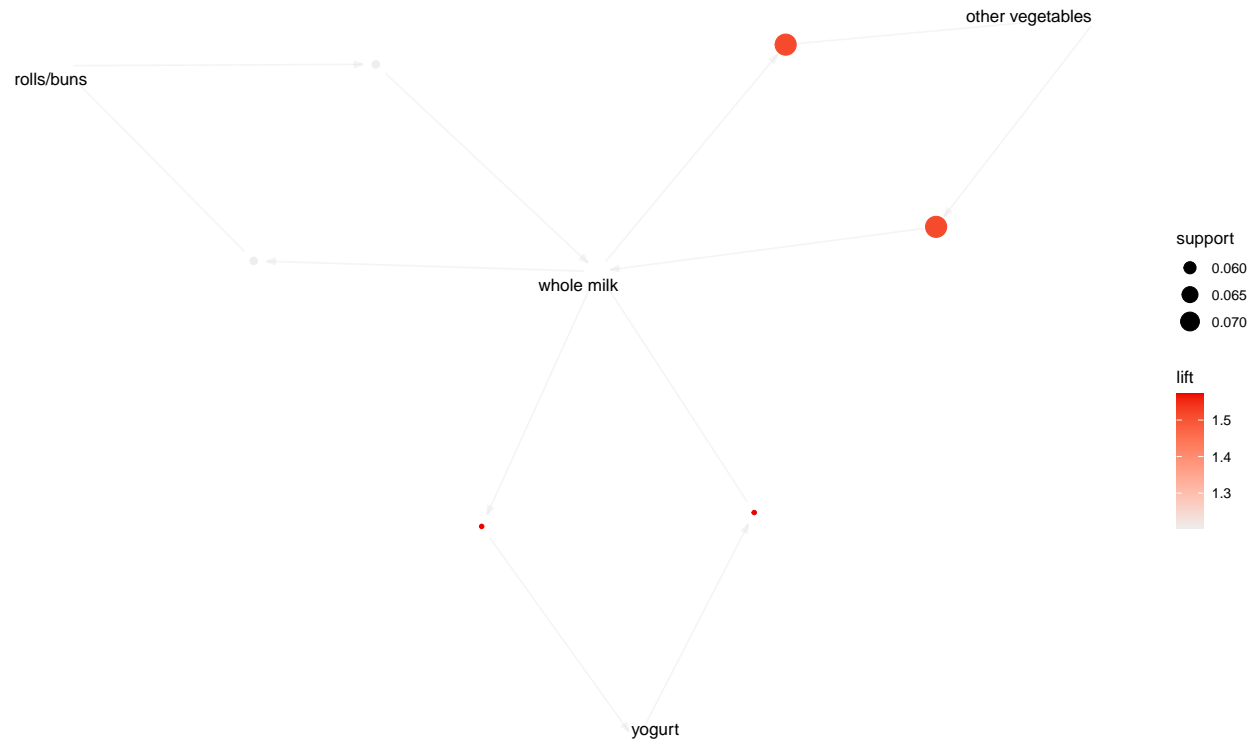 other vegetables
rolls/buns
whole milk
support
0.060
0.065
0.070
lift
1.5
1.4
1.3
yogurt